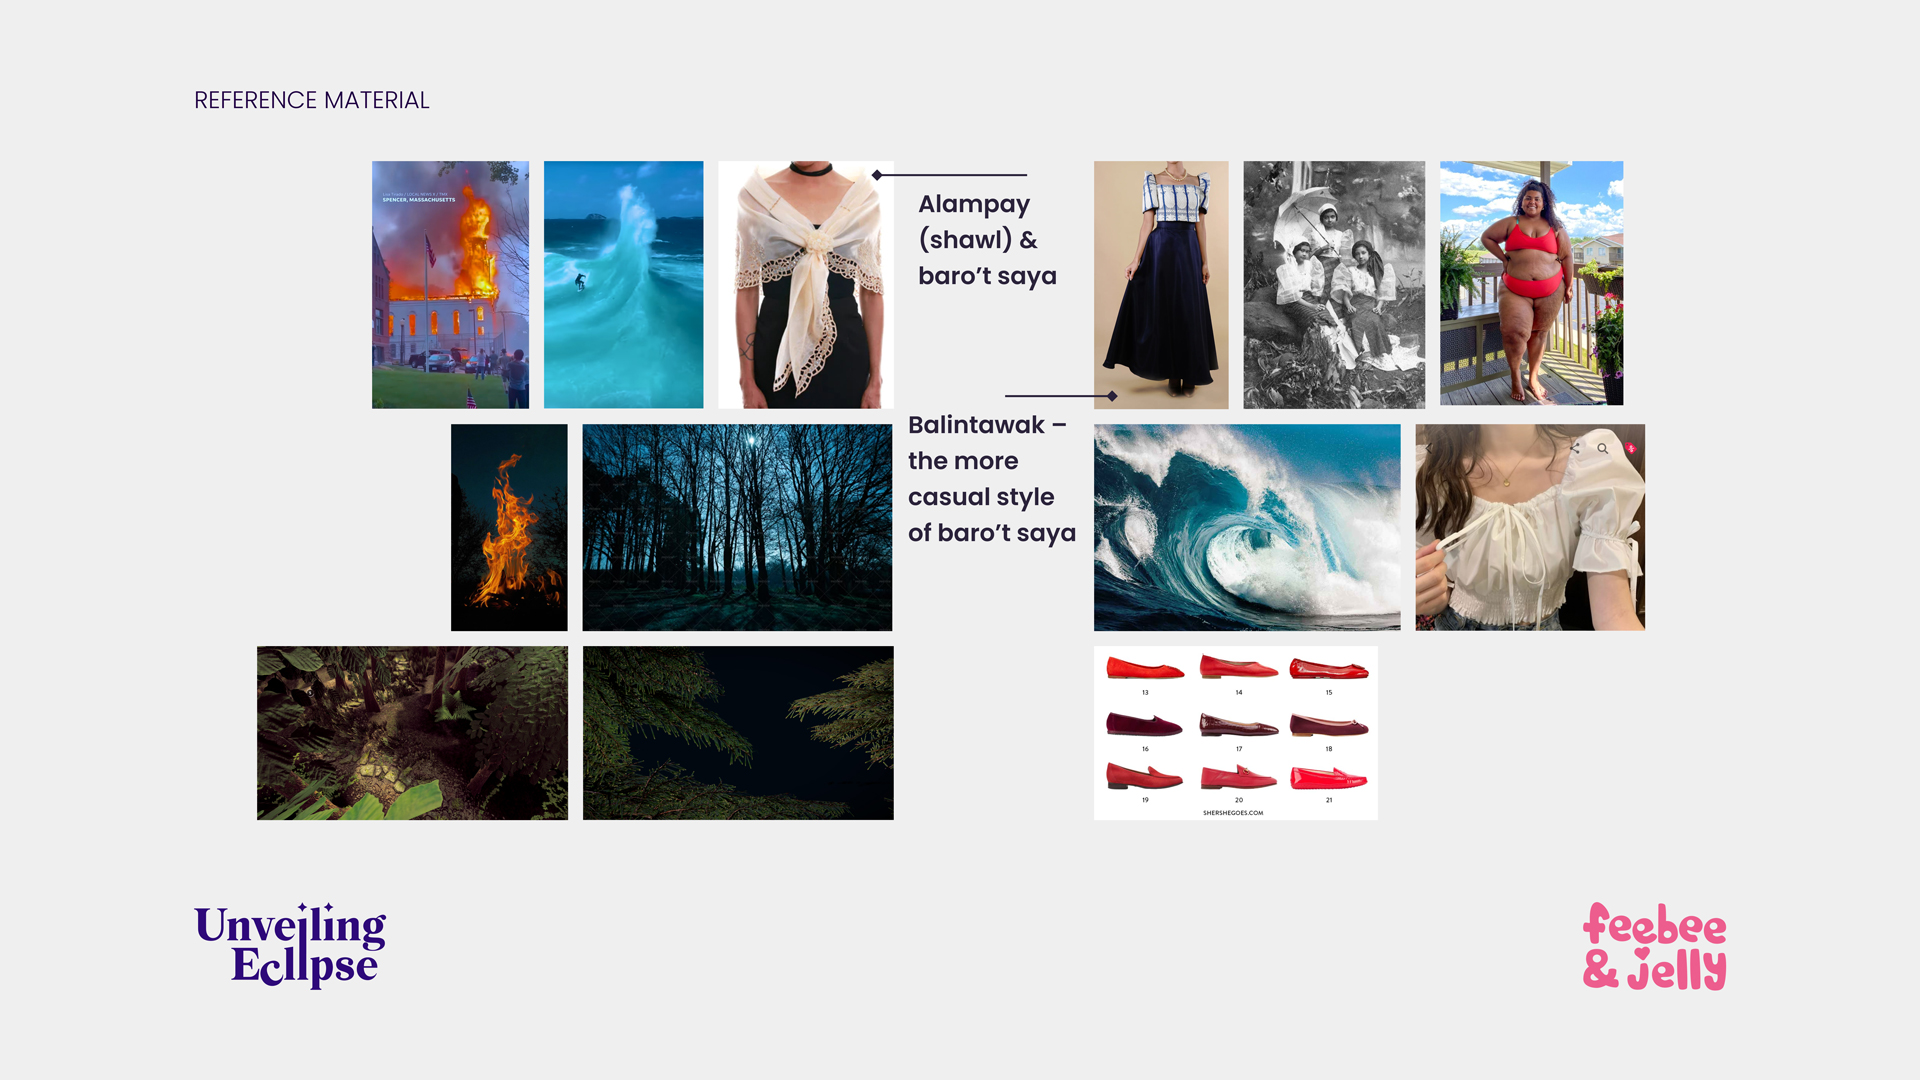 REFERENCE MATERIAL
SPENCER, MASSACHUSETTS
Alampay
(shawl) &
baro’t saya
Balintawak –
the more
casual style
of baro’t saya
13
14
15
16
17
18
19
20
21
SHERSHEGOES.COM
Unveiling
Eclipse
feebee
& jelly